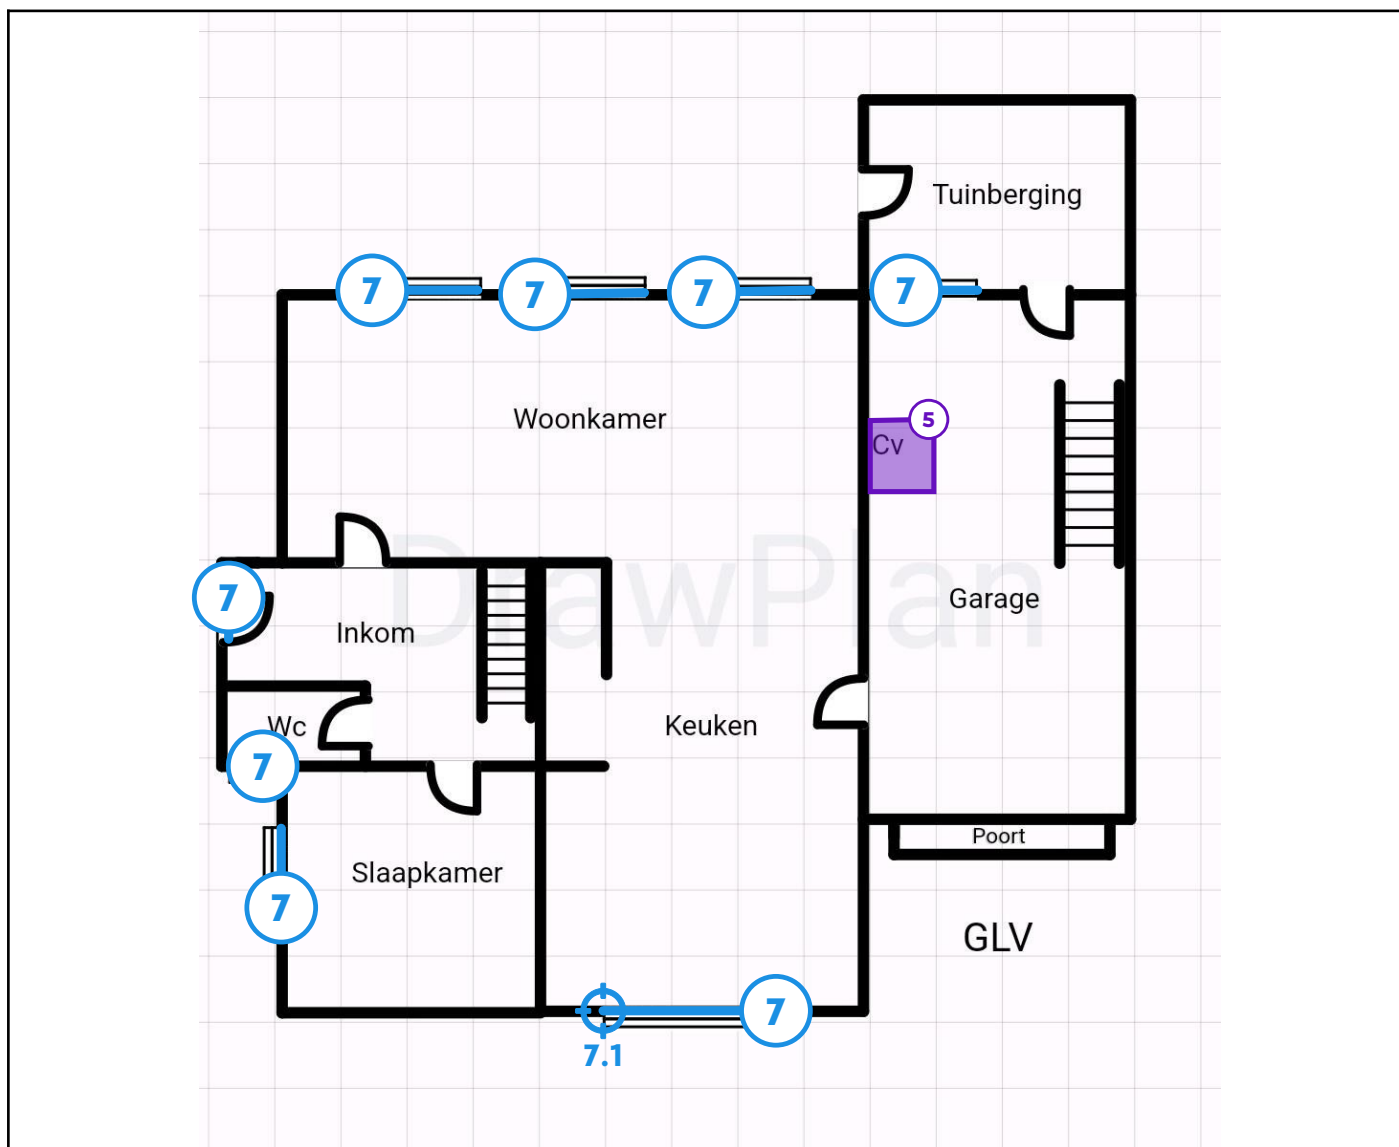 Tuinberging
7
7
7
7
Woonkamer
5
Cv
DrawPlan
7
Garage
Inkom
Wc
Keuken
7
Poort
Slaapkamer
7
GLV
7
7.1